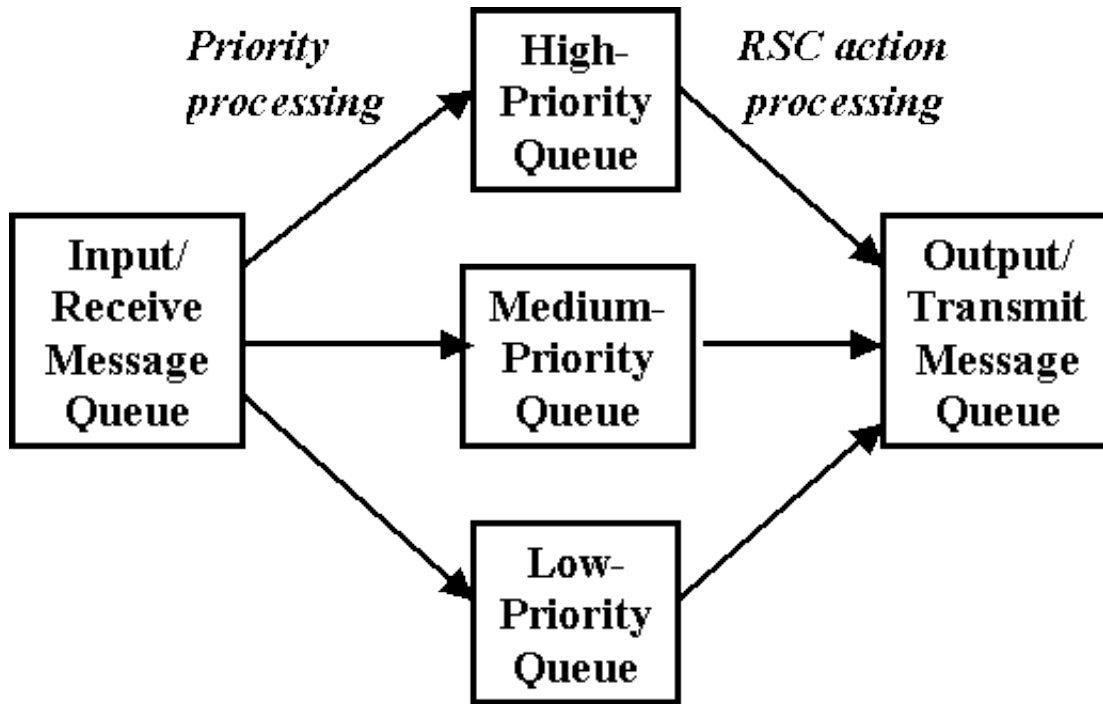 Priority
processing
High-
Priority
Queue
RSC action
processing
Input/
Receive
Message
Queue
Medium-
Priority
Queue
Output/
Transmit
Message
Queue
Low-
Priority
Queue